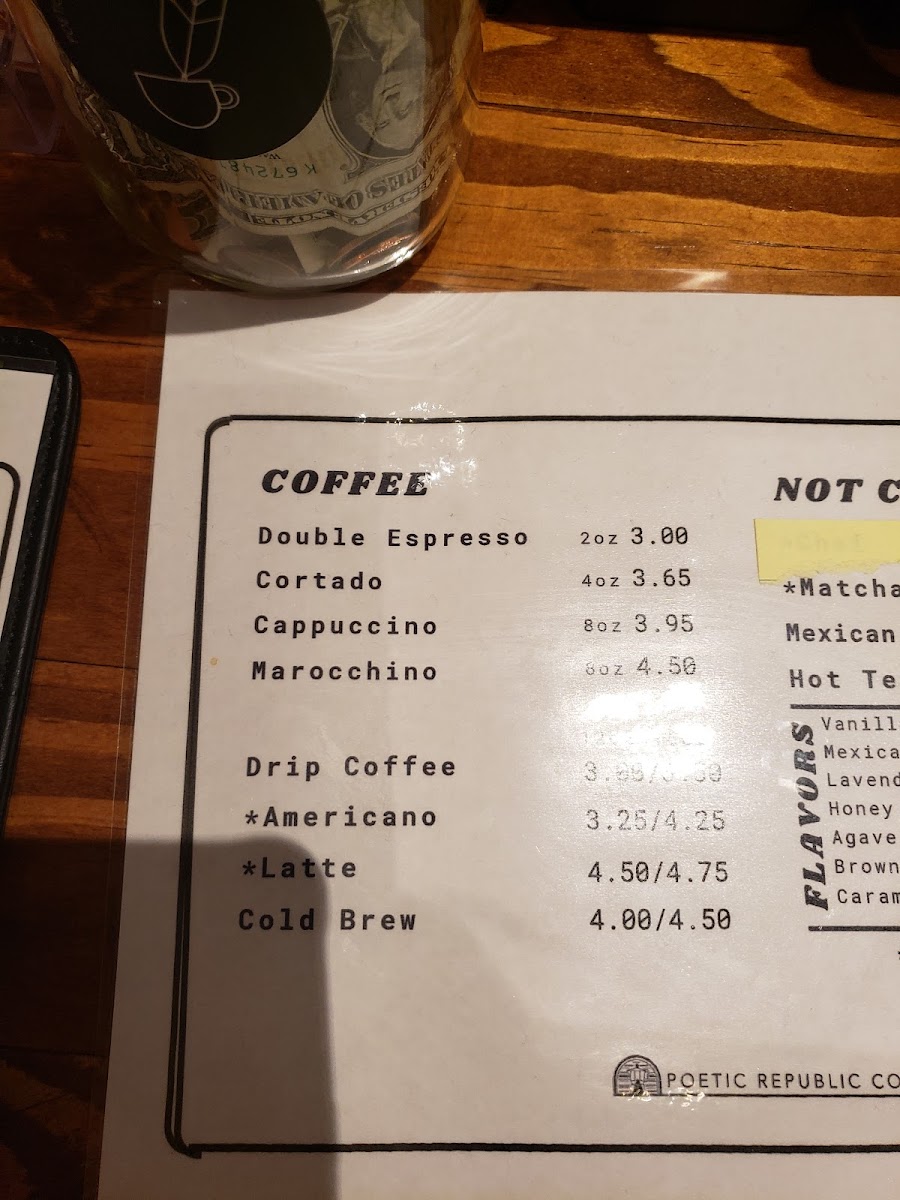 K 67248
COFFEE
Double Espresso 2oz 3.00
Cortado 4oz 3.65
Cappuccino 8oz 3.95
Marocchino 8oz 4.50
Drip Coffee
*Americano 3.25/4.25
*Latte 4.50/4.75
Cold Brew 4.00/4.50
NOT C
*Matcha
Mexican
Hot Te
FLAVORS
Vanill
Mexica
Lavend
Honey
Agave
Brown
Caram
POETIC REPUBLIC CO